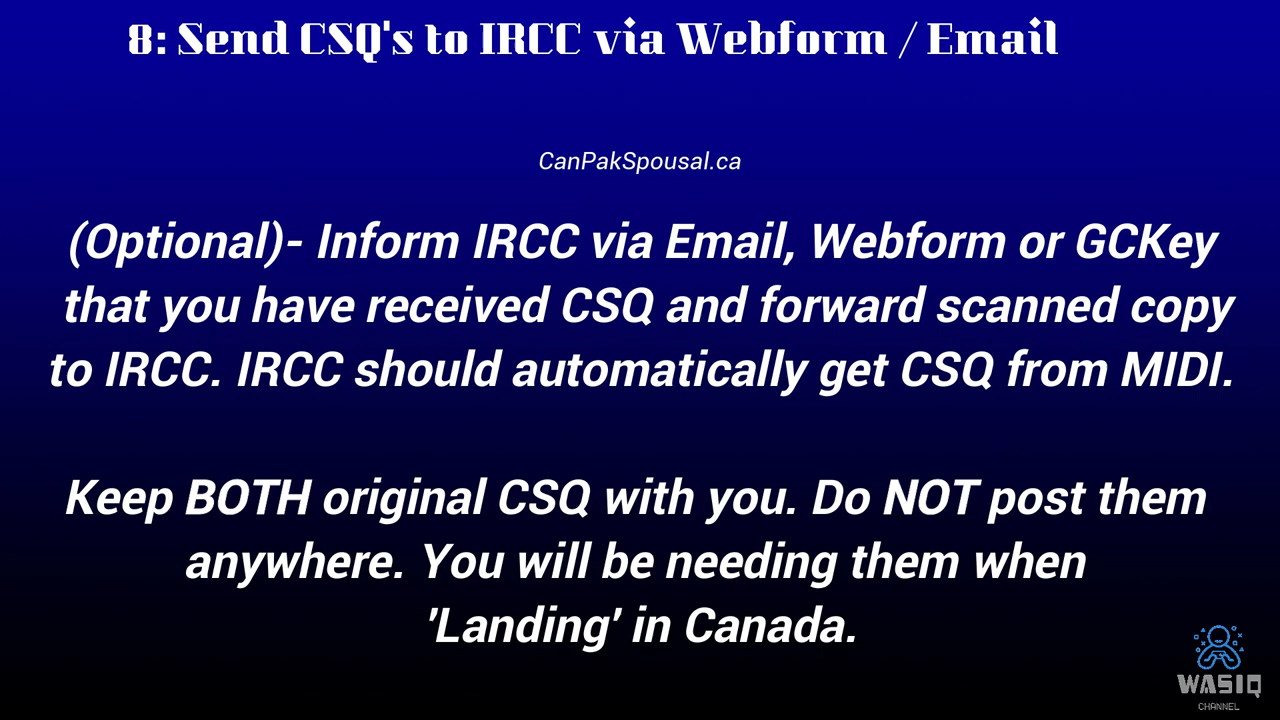 8: Send CSQ's to IRCC via Webform / Email
CanPakSpousal.ca
(Optional)- Inform IRCC via Email, Webform or GCKey
that you have received CSQ and forward scanned copy
to IRCC. IRCC should automatically get CSQ from MIDI.
Keep BOTH original CSQ with you. Do NOT post them
anywhere. You will be needing them when
'Landing' in Canada.
WASIQ
CHANNEL